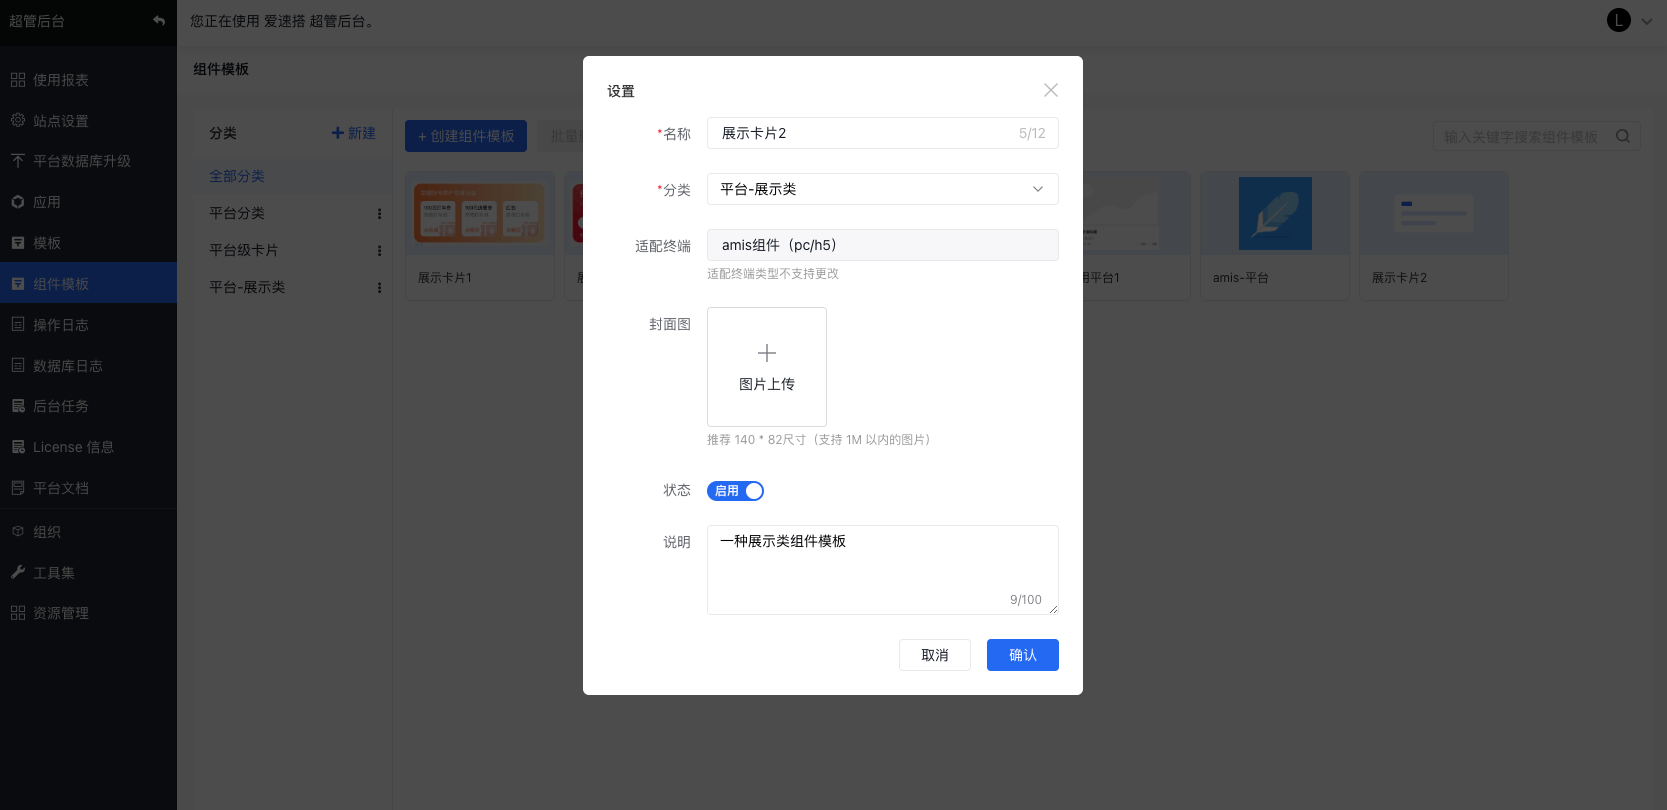 超管后台
您正在使用 爱速搭 超管后台。
L
使用报表
站点设置
平台数据库升级
应用
模板
组件模板
操作日志
数据库日志
后台任务
License 信息
平台文档
组织
工具集
资源管理
组件模板
分类
新建
全部分类
平台分类
平台级卡片
平台-展示类
+ 创建组件模板
批量
输入关键字搜索组件模板
展示卡片1
平台1
amis-平台
展示卡片2
设置
*名称
展示卡片2
5/12
*分类
平台-展示类
适配终端
amis组件（pc/h5）
适配终端类型不支持更改
封面图
图片上传
推荐 140 * 82尺寸（支持 1M 以内的图片）
状态
启用
说明
一种展示类组件模板
9/100
取消
确认